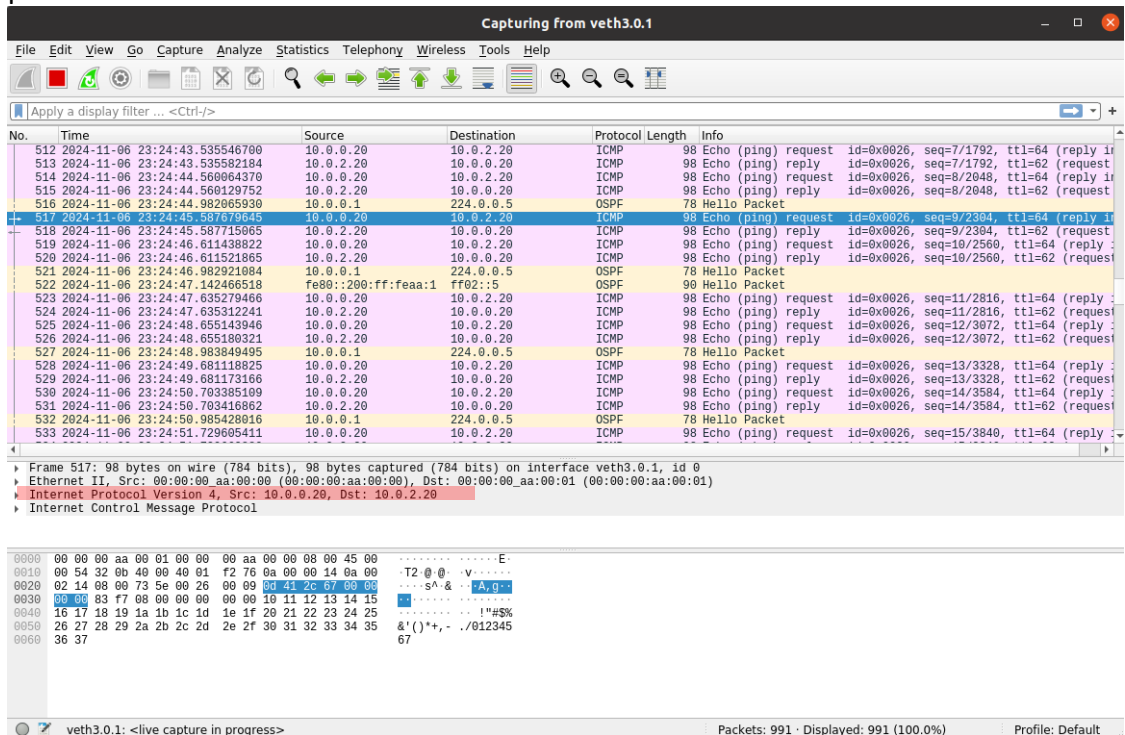 Capturing from veth3.0.1
File Edit View Go Capture Analyze Statistics Telephony Wireless Tools Help
Apply a display filter ... <Ctrl-/>
No. Time Source Destination Protocol Length Info
512 2024-11-06 23:24:43.535546700 10.0.0.20 10.0.2.20 ICMP 98 Echo (ping) request id=0x0026, seq=7/1792, ttl=64 (reply in
513 2024-11-06 23:24:43.535582184 10.0.2.20 10.0.0.20 ICMP 98 Echo (ping) reply id=0x0026, seq=7/1792, ttl=62 (request
514 2024-11-06 23:24:44.560064370 10.0.0.20 10.0.2.20 ICMP 98 Echo (ping) request id=0x0026, seq=8/2048, ttl=64 (reply in
515 2024-11-06 23:24:44.560129752 10.0.2.20 10.0.0.20 ICMP 98 Echo (ping) reply id=0x0026, seq=8/2048, ttl=62 (request
516 2024-11-06 23:24:44.982065930 10.0.0.1 224.0.0.5 OSPF 78 Hello Packet
517 2024-11-06 23:24:45.587679645 10.0.0.20 10.0.2.20 ICMP 98 Echo (ping) request id=0x0026, seq=9/2304, ttl=64 (reply in
518 2024-11-06 23:24:45.587715065 10.0.2.20 10.0.0.20 ICMP 98 Echo (ping) reply id=0x0026, seq=9/2304, ttl=62 (request
519 2024-11-06 23:24:46.611438822 10.0.0.20 10.0.2.20 ICMP 98 Echo (ping) request id=0x0026, seq=10/2560, ttl=64 (reply
520 2024-11-06 23:24:46.611521865 10.0.2.20 10.0.0.20 ICMP 98 Echo (ping) reply id=0x0026, seq=10/2560, ttl=62 (request
521 2024-11-06 23:24:46.982921084 10.0.0.1 224.0.0.5 OSPF 78 Hello Packet
522 2024-11-06 23:24:47.142466518 fe80::200:ff:feaa:1 ff02::5 OSPF 90 Hello Packet
523 2024-11-06 23:24:47.635279466 10.0.0.20 10.0.2.20 ICMP 98 Echo (ping) request id=0x0026, seq=11/2816, ttl=64 (reply
524 2024-11-06 23:24:47.635312241 10.0.2.20 10.0.0.20 ICMP 98 Echo (ping) reply id=0x0026, seq=11/2816, ttl=62 (request
525 2024-11-06 23:24:48.655143946 10.0.0.20 10.0.2.20 ICMP 98 Echo (ping) request id=0x0026, seq=12/3072, ttl=64 (reply
526 2024-11-06 23:24:48.655180321 10.0.2.20 10.0.0.20 ICMP 98 Echo (ping) reply id=0x0026, seq=12/3072, ttl=62 (request
527 2024-11-06 23:24:48.983849495 10.0.0.1 224.0.0.5 OSPF 78 Hello Packet
528 2024-11-06 23:24:49.681118825 10.0.0.20 10.0.2.20 ICMP 98 Echo (ping) request id=0x0026, seq=13/3328, ttl=64 (reply
529 2024-11-06 23:24:49.681173166 10.0.2.20 10.0.0.20 ICMP 98 Echo (ping) reply id=0x0026, seq=13/3328, ttl=62 (request
530 2024-11-06 23:24:50.703385109 10.0.0.20 10.0.2.20 ICMP 98 Echo (ping) request id=0x0026, seq=14/3584, ttl=64 (reply
531 2024-11-06 23:24:50.703416862 10.0.2.20 10.0.0.20 ICMP 98 Echo (ping) reply id=0x0026, seq=14/3584, ttl=62 (request
532 2024-11-06 23:24:50.985428016 10.0.0.1 224.0.0.5 OSPF 78 Hello Packet
533 2024-11-06 23:24:51.729605411 10.0.0.20 10.0.2.20 ICMP 98 Echo (ping) request id=0x0026, seq=15/3840, ttl=64 (reply
Frame 517: 98 bytes on wire (784 bits), 98 bytes captured (784 bits) on interface veth3.0.1, id 0
Ethernet II, Src: 00:00:00_aa:00:00 (00:00:00:aa:00:00), Dst: 00:00:00_aa:00:01 (00:00:00:aa:00:01)
Internet Protocol Version 4, Src: 10.0.0.20, Dst: 10.0.2.20
Internet Control Message Protocol
0000 00 00 00 aa 00 01 00 00 00 aa 00 00 08 00 45 00 ········ ······E·
0010 00 54 32 0b 40 00 40 01 f2 76 0a 00 00 14 0a 00 ·T2·@·@· ·v······
0020 02 14 08 00 73 5e 00 26 00 09 0d 41 2c 67 00 00 ····s^·& ···A,g··
0030 00 00 83 f7 08 00 00 00 00 00 10 11 12 13 14 15 ········ ········
0040 16 17 18 19 1a 1b 1c 1d 1e 1f 20 21 22 23 24 25 ········ ·· !"#$%
0050 26 27 28 29 2a 2b 2c 2d 2e 2f 30 31 32 33 34 35 &'()*+,- ./012345
0060 36 37 67
veth3.0.1: <live capture in progress> Packets: 991 · Displayed: 991 (100.0%) Profile: Default